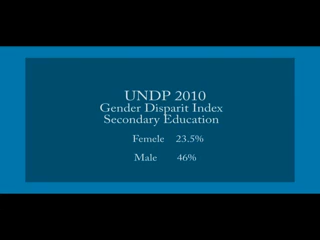 UNDP 2010
Gender Disparit Index
Secondary Education
Femele 23.5%
Male 46%